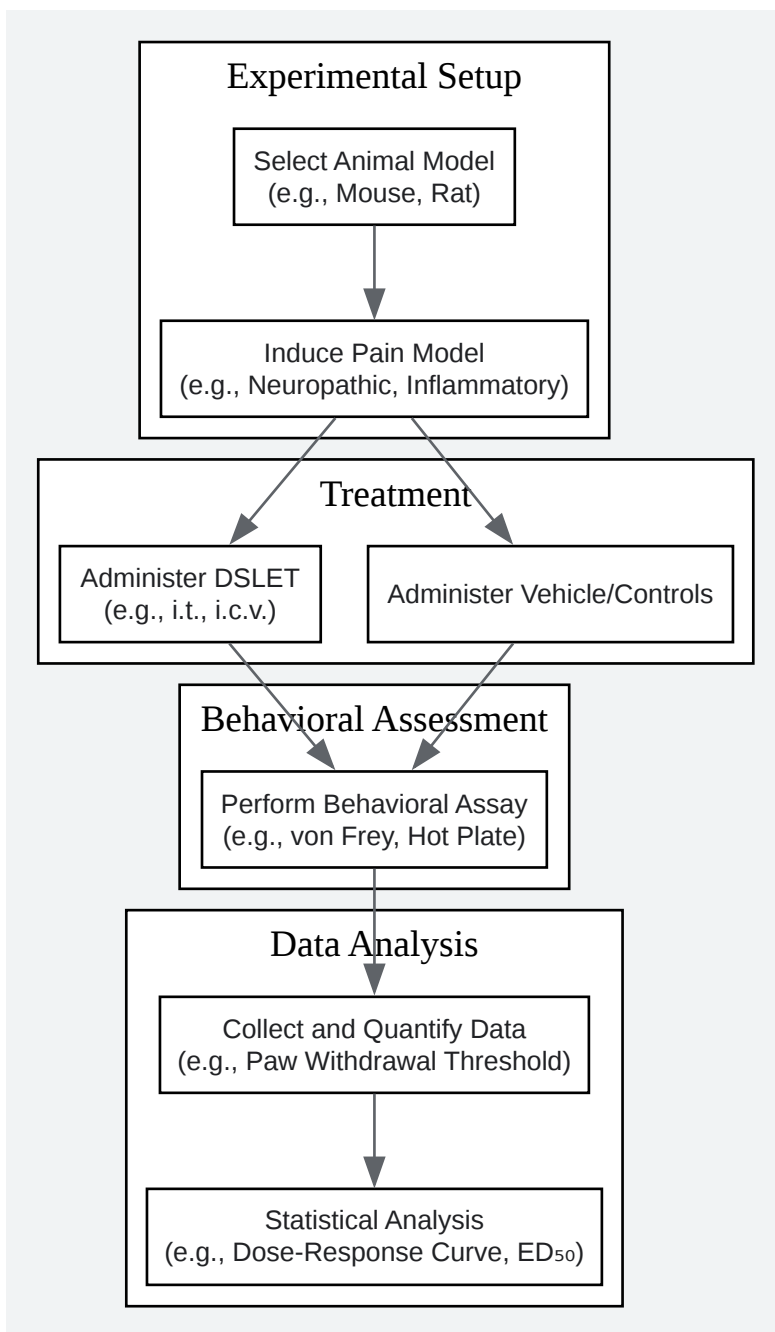 Experimental Setup
Select Animal Model
(e.g., Mouse, Rat)
Induce Pain Model
(e.g., Neuropathic, Inflammatory)
Treatment
Administer DSLET
(e.g., i.t., i.c.v.)
Administer Vehicle/Controls
Behavioral Assessment
Perform Behavioral Assay
(e.g., von Frey, Hot Plate)
Data Analysis
Collect and Quantify Data
(e.g., Paw Withdrawal Threshold)
Statistical Analysis
(e.g., Dose-Response Curve, ED₅₀)